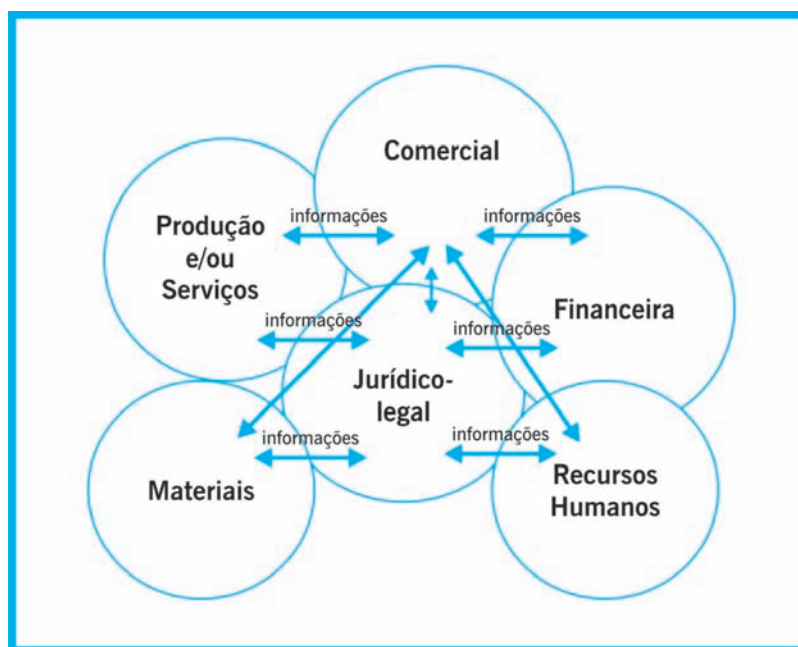 Comercial
informações
informações
Produção
e/ou
Serviços
Financeira
informações
informações
Jurídico-
legal
informações
informações
Materiais
Recursos
Humanos